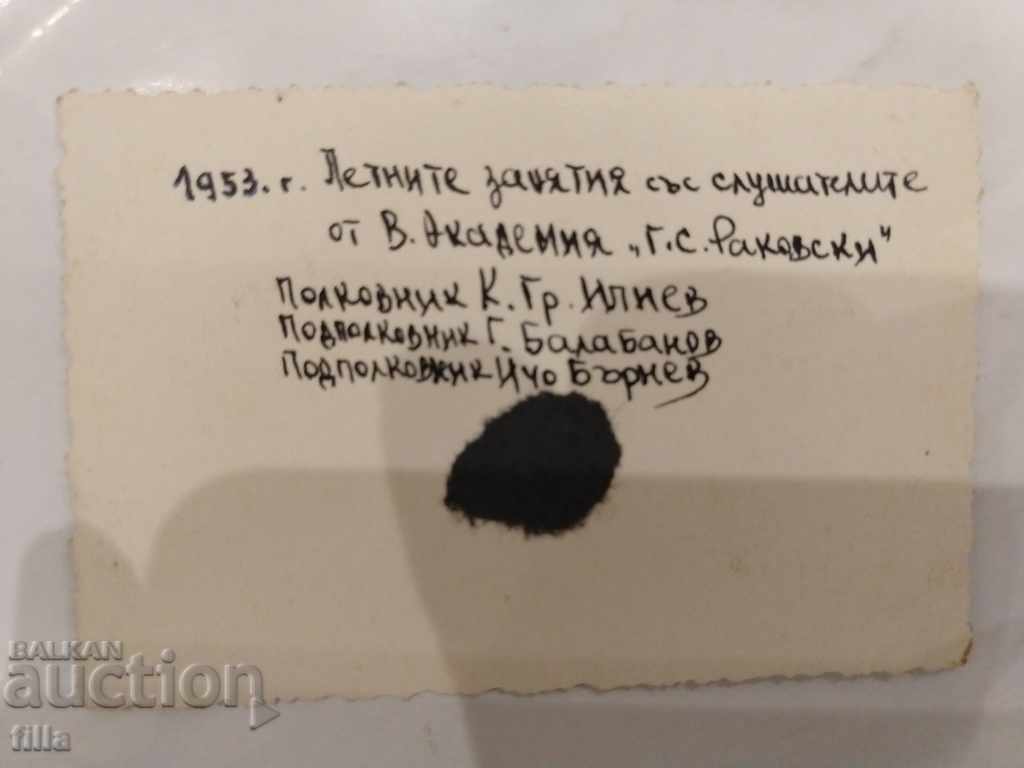 1953. г. Летните занятия със слушателите
от В. Академия „Г.С. Раковски"
Полковник К. Гр. Илиев
Подполковник Г. Балабанов
Подполковник Ичо Бърнев
BALKAN
auction
filla